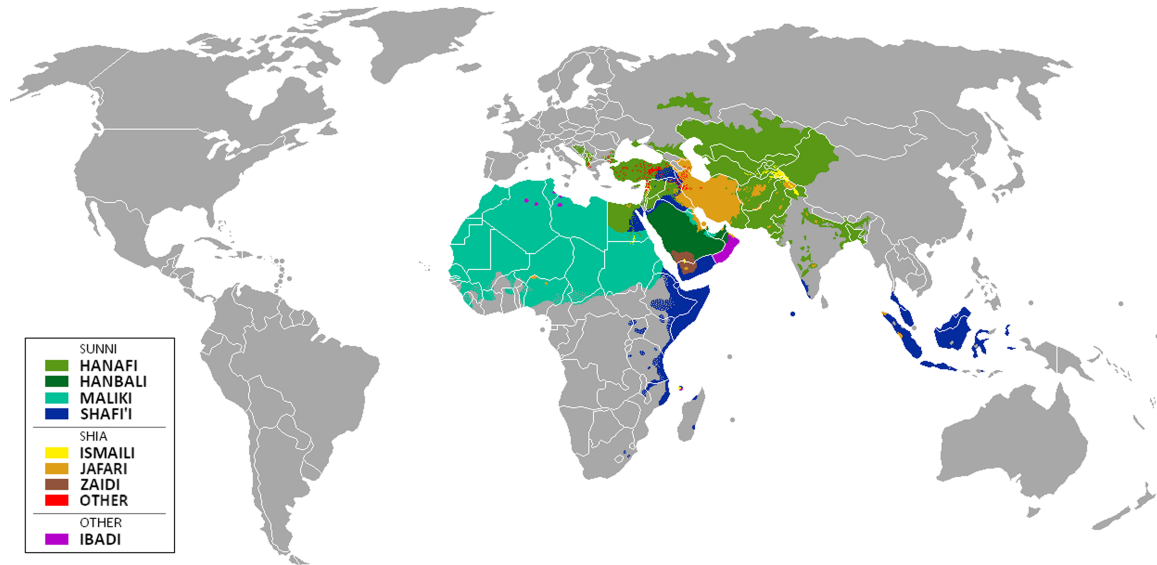 SUNNI
HANAFI
HANBALI
MALIKI
SHAFI'I
SHIA
ISMAILI
JAFARI
ZAIDI
OTHER
OTHER
IBADI